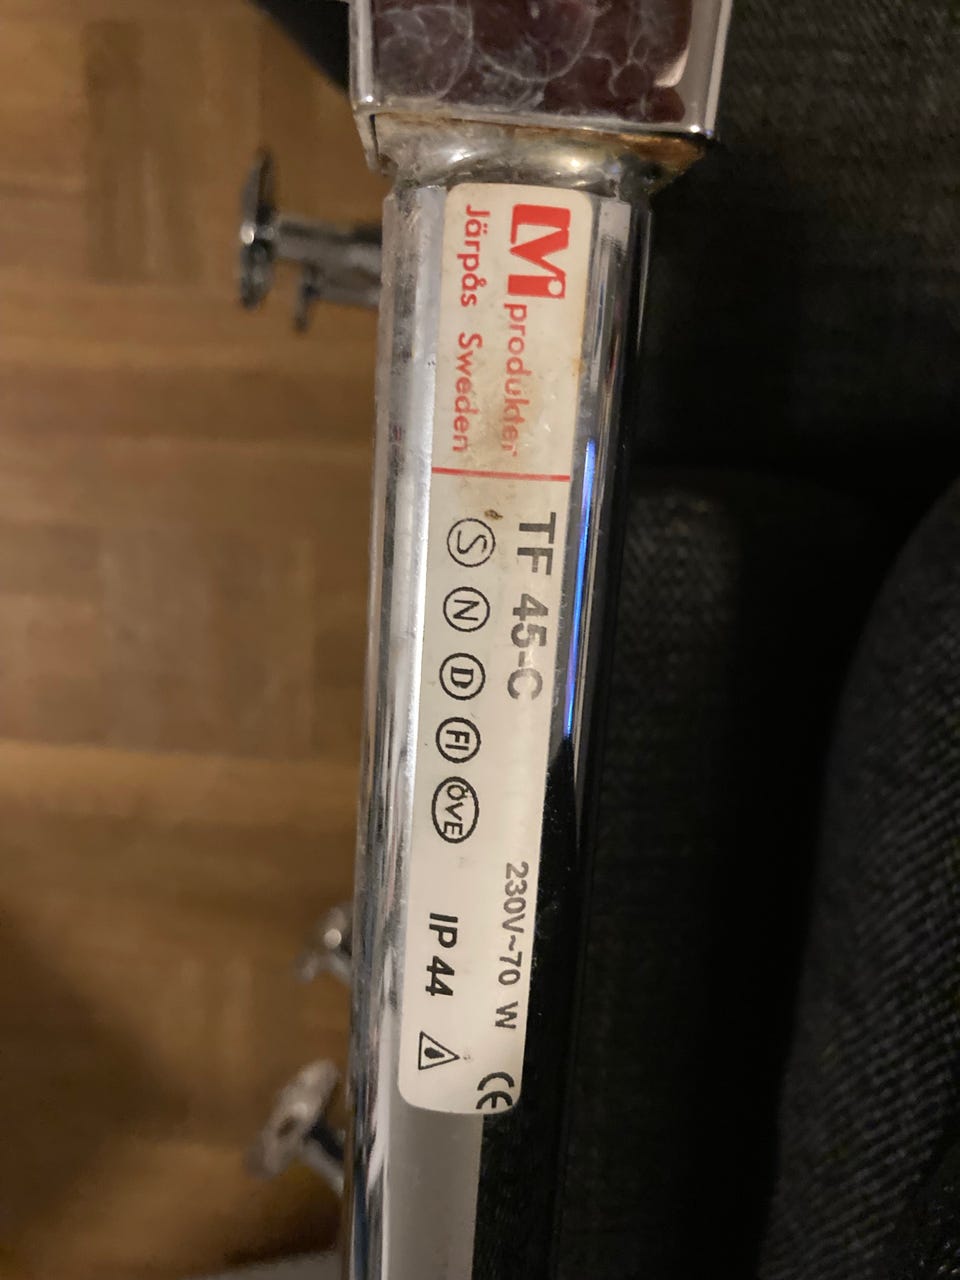 LVI produkter
Järpås Sweden
TF 45-C
S N D FI ÖVE
230V~70 W
IP 44
CE